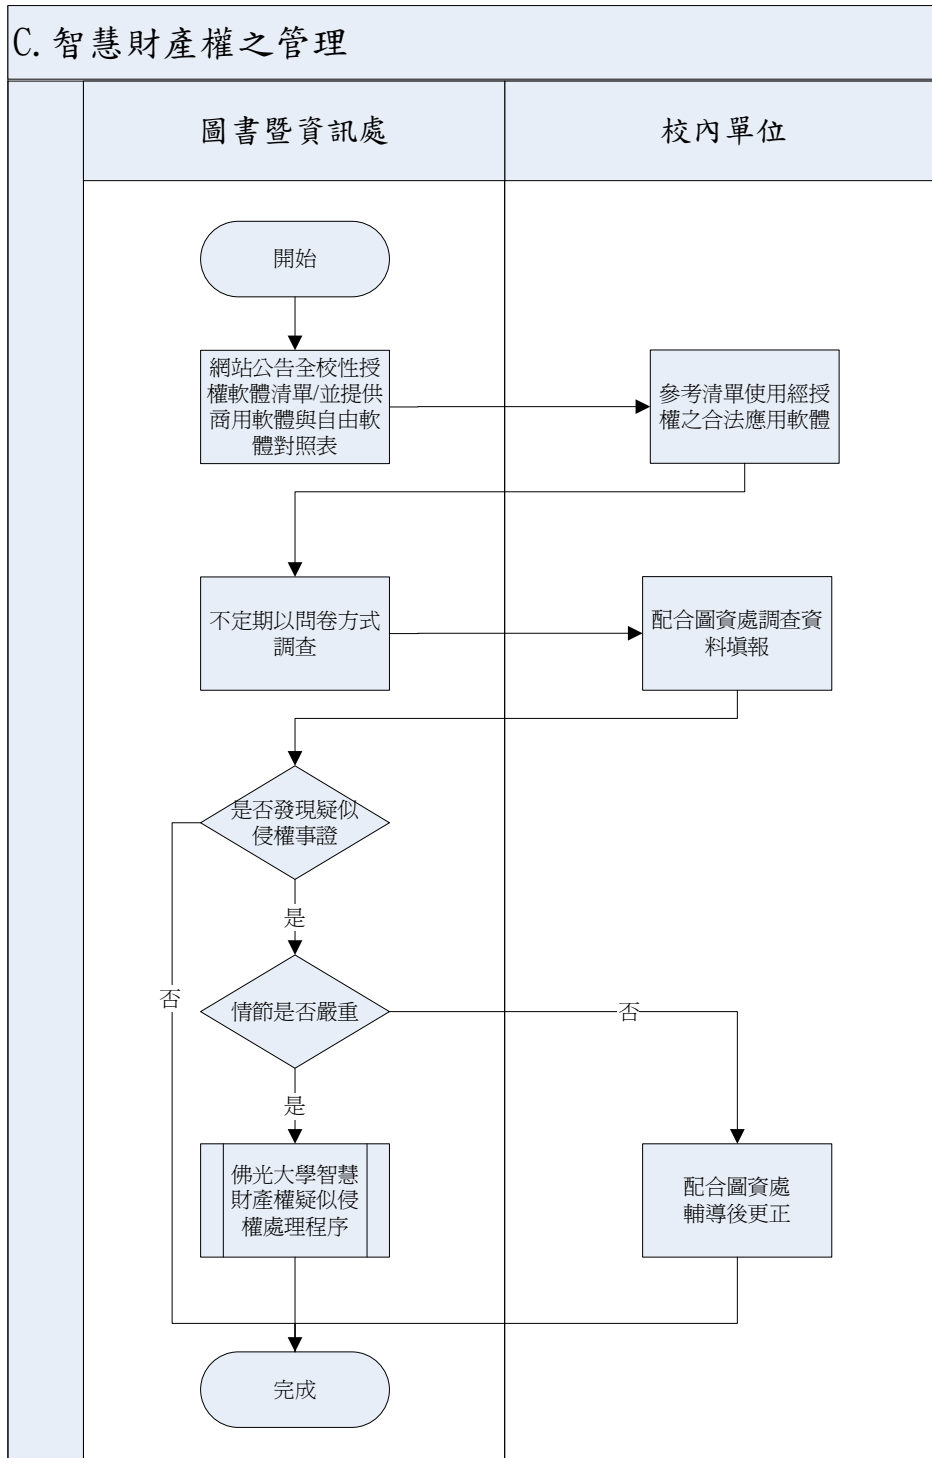 C. 智慧財產權之管理
圖書暨資訊處
校內單位
開始
網站公告全校性授
權軟體清單/並提供
商用軟體與自由軟
體對照表
參考清單使用經授
權之合法應用軟體
不定期以問卷方式
調查
配合圖資處調查資
料填報
是否發現疑似
侵權事證
是
否
情節是否嚴重
否
是
佛光大學智慧
財產權疑似侵
權處理程序
配合圖資處
輔導後更正
完成